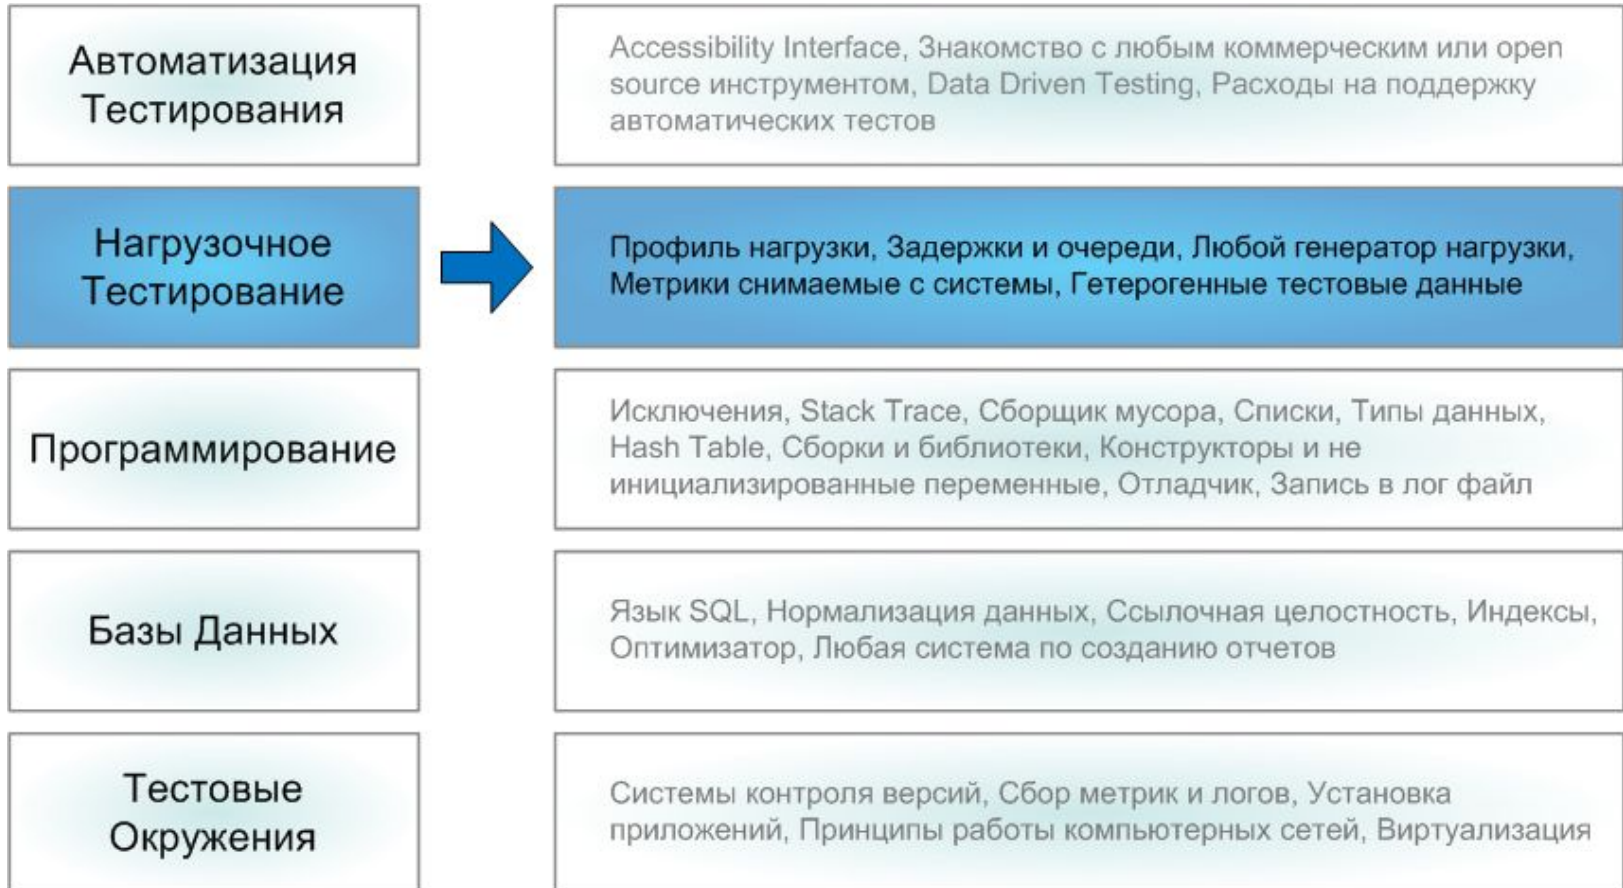 Автоматизация
Тестирования
Accessibility Interface, Знакомство с любым коммерческим или open
source инструментом, Data Driven Testing, Расходы на поддержку
автоматических тестов
Нагрузочное
Тестирование
Профиль нагрузки, Задержки и очереди, Любой генератор нагрузки,
Метрики снимаемые с системы, Гетерогенные тестовые данные
Программирование
Исключения, Stack Trace, Сборщик мусора, Списки, Типы данных,
Hash Table, Сборки и библиотеки, Конструкторы и не
инициализированные переменные, Отладчик, Запись в лог файл
Базы Данных
Язык SQL, Нормализация данных, Ссылочная целостность, Индексы,
Оптимизатор, Любая система по созданию отчетов
Тестовые
Окружения
Системы контроля версий, Сбор метрик и логов, Установка
приложений, Принципы работы компьютерных сетей, Виртуализация